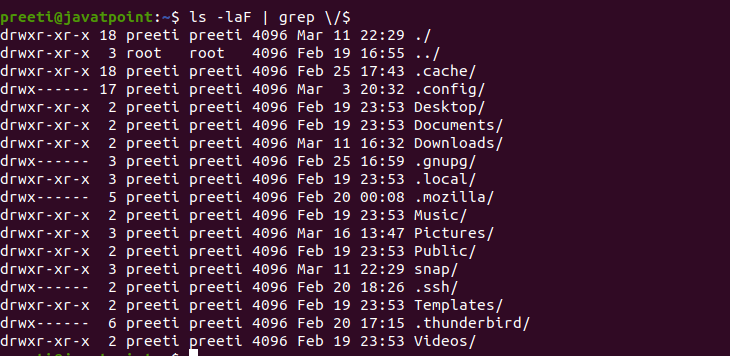 preeti@javatpoint:~$ ls -laF | grep \/$
drwxr-xr-x 18 preeti preeti 4096 Mar 11 22:29 ./
drwxr-xr-x  3 root   root   4096 Feb 19 16:55 ../
drwxr-xr-x 18 preeti preeti 4096 Feb 25 17:43 .cache/
drwx------ 17 preeti preeti 4096 Mar  3 20:32 .config/
drwxr-xr-x  2 preeti preeti 4096 Feb 19 23:53 Desktop/
drwxr-xr-x  2 preeti preeti 4096 Feb 19 23:53 Documents/
drwxr-xr-x  2 preeti preeti 4096 Mar 11 16:32 Downloads/
drwx------  3 preeti preeti 4096 Feb 25 16:59 .gnupg/
drwxr-xr-x  3 preeti preeti 4096 Feb 19 23:53 .local/
drwx------  5 preeti preeti 4096 Feb 20 00:08 .mozilla/
drwxr-xr-x  2 preeti preeti 4096 Feb 19 23:53 Music/
drwxr-xr-x  3 preeti preeti 4096 Mar 16 13:47 Pictures/
drwxr-xr-x  2 preeti preeti 4096 Feb 19 23:53 Public/
drwxr-xr-x  3 preeti preeti 4096 Mar 11 22:29 snap/
drwx------  2 preeti preeti 4096 Feb 20 18:26 .ssh/
drwxr-xr-x  2 preeti preeti 4096 Feb 19 23:53 Templates/
drwx------  6 preeti preeti 4096 Feb 20 17:15 .thunderbird/
drwxr-xr-x  2 preeti preeti 4096 Feb 19 23:53 Videos/
preeti@javatpoint:~$